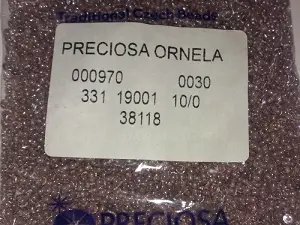 Traditional Czech Beads
PRECIOSA ORNELA
000970 0030
331 19001 10/0
38118
PRECIOSA